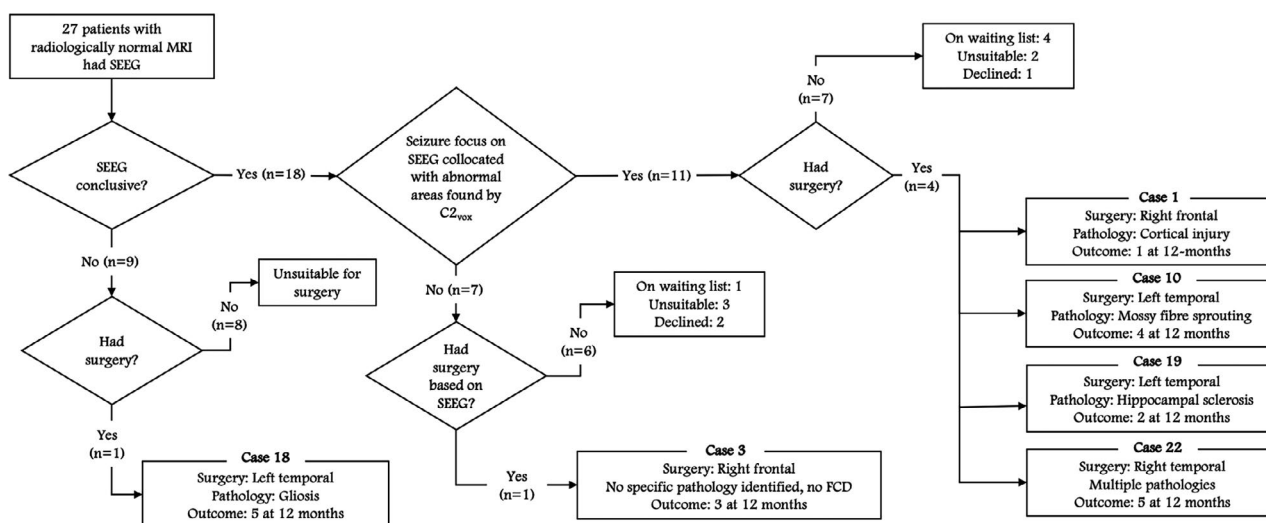 27 patients with
radiologically normal MRI
had SEEG
SEEG
conclusive?
Yes (n=18)
Seizure focus on
SEEG collocated
with abnormal
areas found by
C2vox
Yes (n=11)
Had
surgery?
No
(n=7)
On waiting list: 4
Unsuitable: 2
Declined: 1
Yes
(n=4)
Case 1
Surgery: Right frontal
Pathology: Cortical injury
Outcome: 1 at 12-months
Case 10
Surgery: Left temporal
Pathology: Mossy fibre sprouting
Outcome: 4 at 12 months
Case 19
Surgery: Left temporal
Pathology: Hippocampal sclerosis
Outcome: 2 at 12 months
Case 22
Surgery: Right temporal
Multiple pathologies
Outcome: 5 at 12 months
No (n=9)
Had
surgery?
No
(n=8)
Unsuitable for
surgery
Yes
(n=1)
Case 18
Surgery: Left temporal
Pathology: Gliosis
Outcome: 5 at 12 months
No (n=7)
Had
surgery
based on
SEEG?
No
(n=6)
On waiting list: 1
Unsuitable: 3
Declined: 2
Yes
(n=1)
Case 3
Surgery: Right frontal
No specific pathology identified, no FCD
Outcome: 3 at 12 months